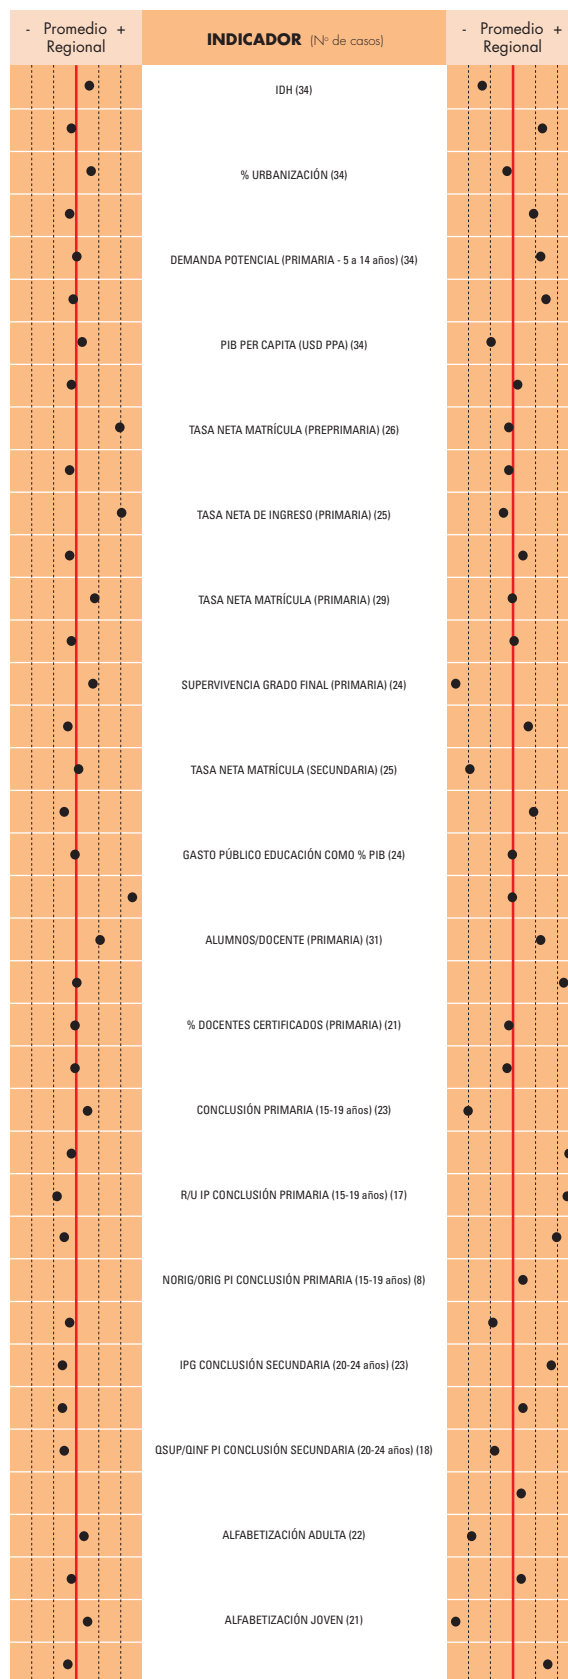 - Promedio +
Regional
INDICADOR (Nº de casos)
- Promedio +
Regional
IDH (34)
% URBANIZACIÓN (34)
DEMANDA POTENCIAL (PRIMARIA - 5 a 14 años) (34)
PIB PER CAPITA (USD PPA) (34)
TASA NETA MATRÍCULA (PREPRIMARIA) (26)
TASA NETA DE INGRESO (PRIMARIA) (25)
TASA NETA MATRÍCULA (PRIMARIA) (29)
SUPERVIVENCIA GRADO FINAL (PRIMARIA) (24)
TASA NETA MATRÍCULA (SECUNDARIA) (25)
GASTO PÚBLICO EDUCACIÓN COMO % PIB (24)
ALUMNOS/DOCENTE (PRIMARIA) (31)
% DOCENTES CERTIFICADOS (PRIMARIA) (21)
CONCLUSIÓN PRIMARIA (15-19 años) (23)
R/U IP CONCLUSIÓN PRIMARIA (15-19 años) (17)
NORIG/ORIG PI CONCLUSIÓN PRIMARIA (15-19 años) (8)
IPG CONCLUSIÓN SECUNDARIA (20-24 años) (23)
QSUP/QINF PI CONCLUSIÓN SECUNDARIA (20-24 años) (18)
ALFABETIZACIÓN ADULTA (22)
ALFABETIZACIÓN JOVEN (21)